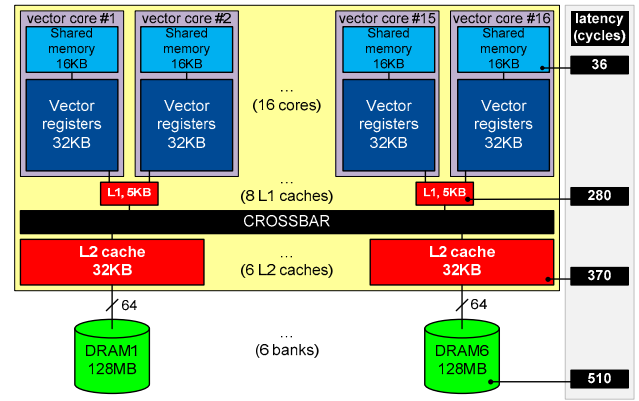 vector core #1
vector core #2
vector core #15
vector core #16
latency
(cycles)
Shared
memory
16KB
Shared
memory
16KB
Shared
memory
16KB
Shared
memory
16KB
36
...
(16 cores)
Vector
registers
32KB
Vector
registers
32KB
Vector
registers
32KB
Vector
registers
32KB
L1, 5KB
...
(8 L1 caches)
L1, 5KB
280
CROSSBAR
L2 cache
32KB
...
(6 L2 caches)
L2 cache
32KB
370
64
64
DRAM1
128MB
...
(6 banks)
DRAM6
128MB
510